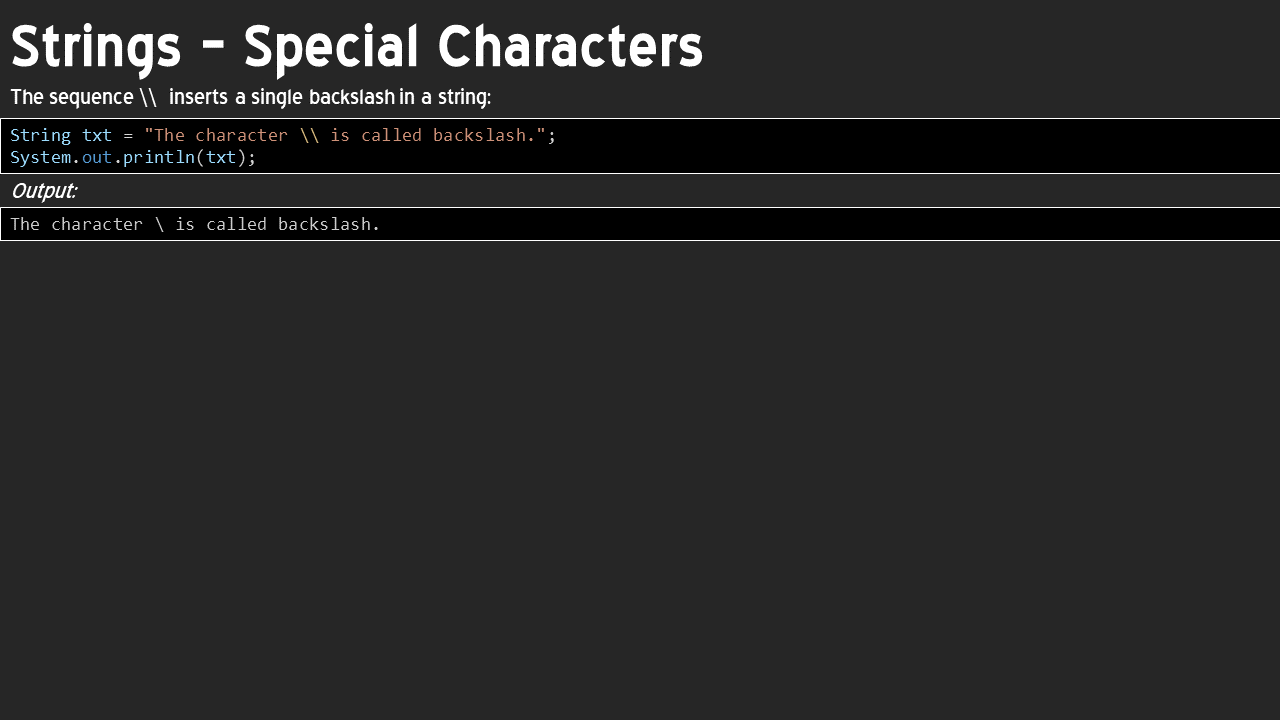 Strings - Special Characters
The sequence \\ inserts a single backslash in a string:
String txt = "The character \\ is called backslash.";
System.out.println(txt);
Output:
The character \ is called backslash.